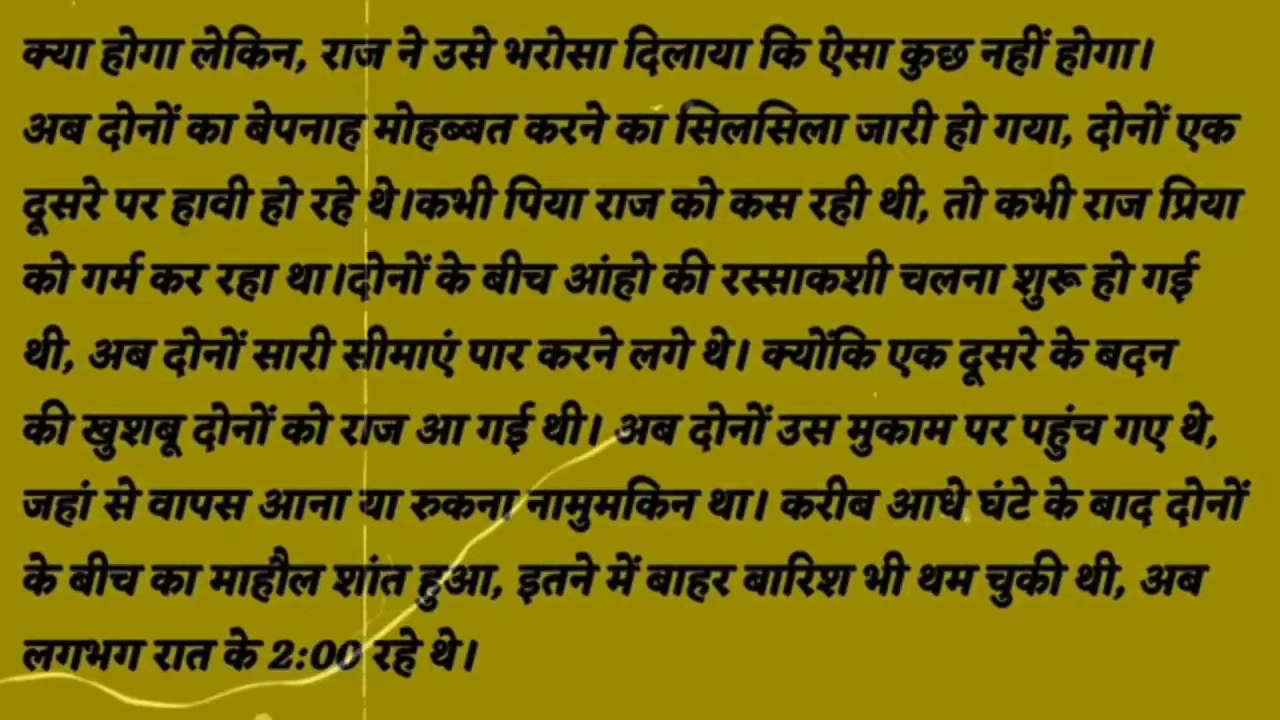 क्या होगा लेकिन, राज ने उसे भरोसा दिलाया कि ऐसा कुछ नहीं होगा।
अब दोनों का बेपनाह मोहब्बत करने का सिलसिला जारी हो गया, दोनों एक
दूसरे पर हावी हो रहे थे।कभी पिया राज को कस रही थी, तो कभी राज प्रिया
को गर्म कर रहा था।दोनों के बीच आंहो की रस्साकशी चलना शुरू हो गई
थी, अब दोनों सारी सीमाएं पार करने लगे थे। क्योंकि एक दूसरे के बदन
की खुशबू दोनों को राज आ गई थी। अब दोनों उस मुकाम पर पहुंच गए थे,
जहां से वापस आना या रुकना नामुमकिन था। करीब आधे घंटे के बाद दोनों
के बीच का माहौल शांत हुआ, इतने में बाहर बारिश भी थम चुकी थी, अब
लगभग रात के 2:00 रहे थे।